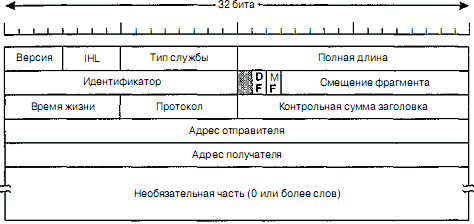 32 бита
Версия IHL Тип службы Полная длина
Идентификатор D F M F Смещение фрагмента
Время жизни Протокол Контрольная сумма заголовка
Адрес отправителя
Адрес получателя
Необязательная часть (0 или более слов)